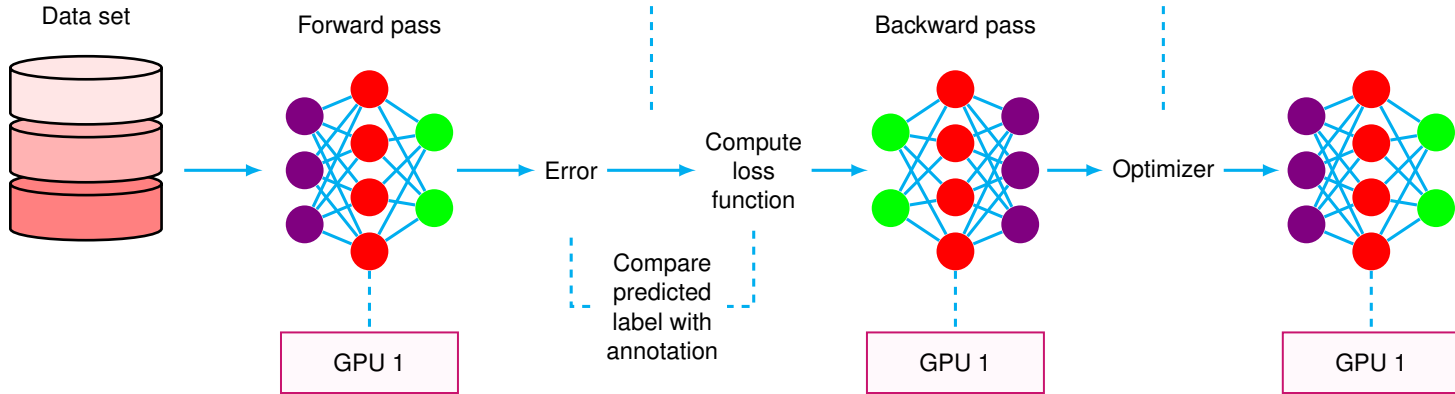 Data set
Forward pass
Backward pass
Error
Compute
loss
function
Optimizer
Compare
predicted
label with
annotation
GPU 1
GPU 1
GPU 1